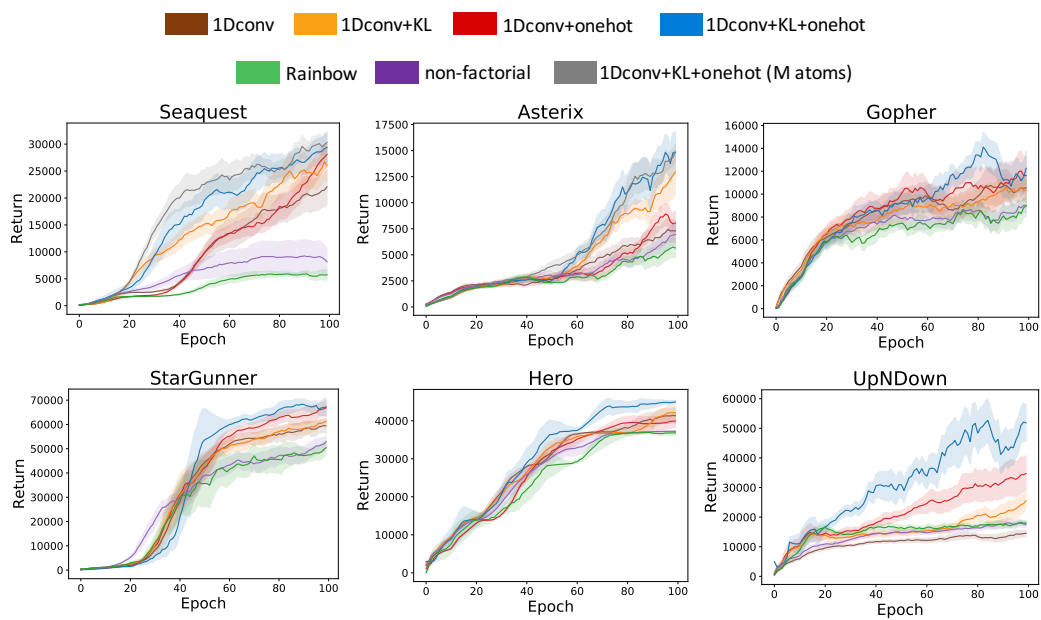 1Dconv 1Dconv+KL 1Dconv+onehot 1Dconv+KL+onehot
Rainbow non-factorial 1Dconv+KL+onehot (M atoms)
Seaquest
Return
30000
25000
20000
15000
10000
5000
0
0 20 40 60 80 100
Epoch
Asterix
Return
17500
15000
12500
10000
7500
5000
2500
0
0 20 40 60 80 100
Epoch
Gopher
Return
16000
14000
12000
10000
8000
6000
4000
2000
0
0 20 40 60 80 100
Epoch
StarGunner
Return
70000
60000
50000
40000
30000
20000
10000
0
0 20 40 60 80 100
Epoch
Hero
Return
40000
30000
20000
10000
0
0 20 40 60 80 100
Epoch
UpNDown
Return
60000
50000
40000
30000
20000
10000
0
0 20 40 60 80 100
Epoch